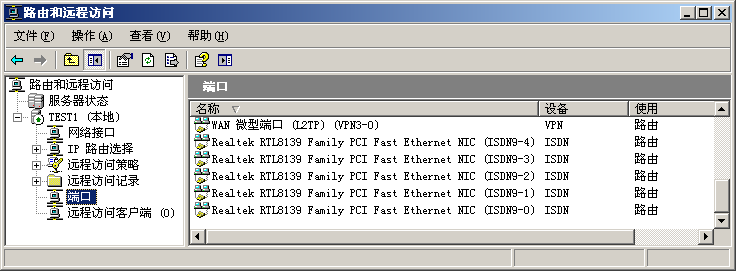 路由和远程访问
文件(F) 操作(A) 查看(V) 帮助(H)
路由和远程访问
服务器状态
TEST1 (本地)
网络接口
IP 路由选择
远程访问策略
远程访问记录
端口
远程访问客户端 (0)
端口
名称 设备 使用
WAN 微型端口 (L2TP) (VPN3-0) VPN 路由
Realtek RTL8139 Family PCI Fast Ethernet NIC (ISDN9-4) ISDN 路由
Realtek RTL8139 Family PCI Fast Ethernet NIC (ISDN9-3) ISDN 路由
Realtek RTL8139 Family PCI Fast Ethernet NIC (ISDN9-2) ISDN 路由
Realtek RTL8139 Family PCI Fast Ethernet NIC (ISDN9-1) ISDN 路由
Realtek RTL8139 Family PCI Fast Ethernet NIC (ISDN9-0) ISDN 路由